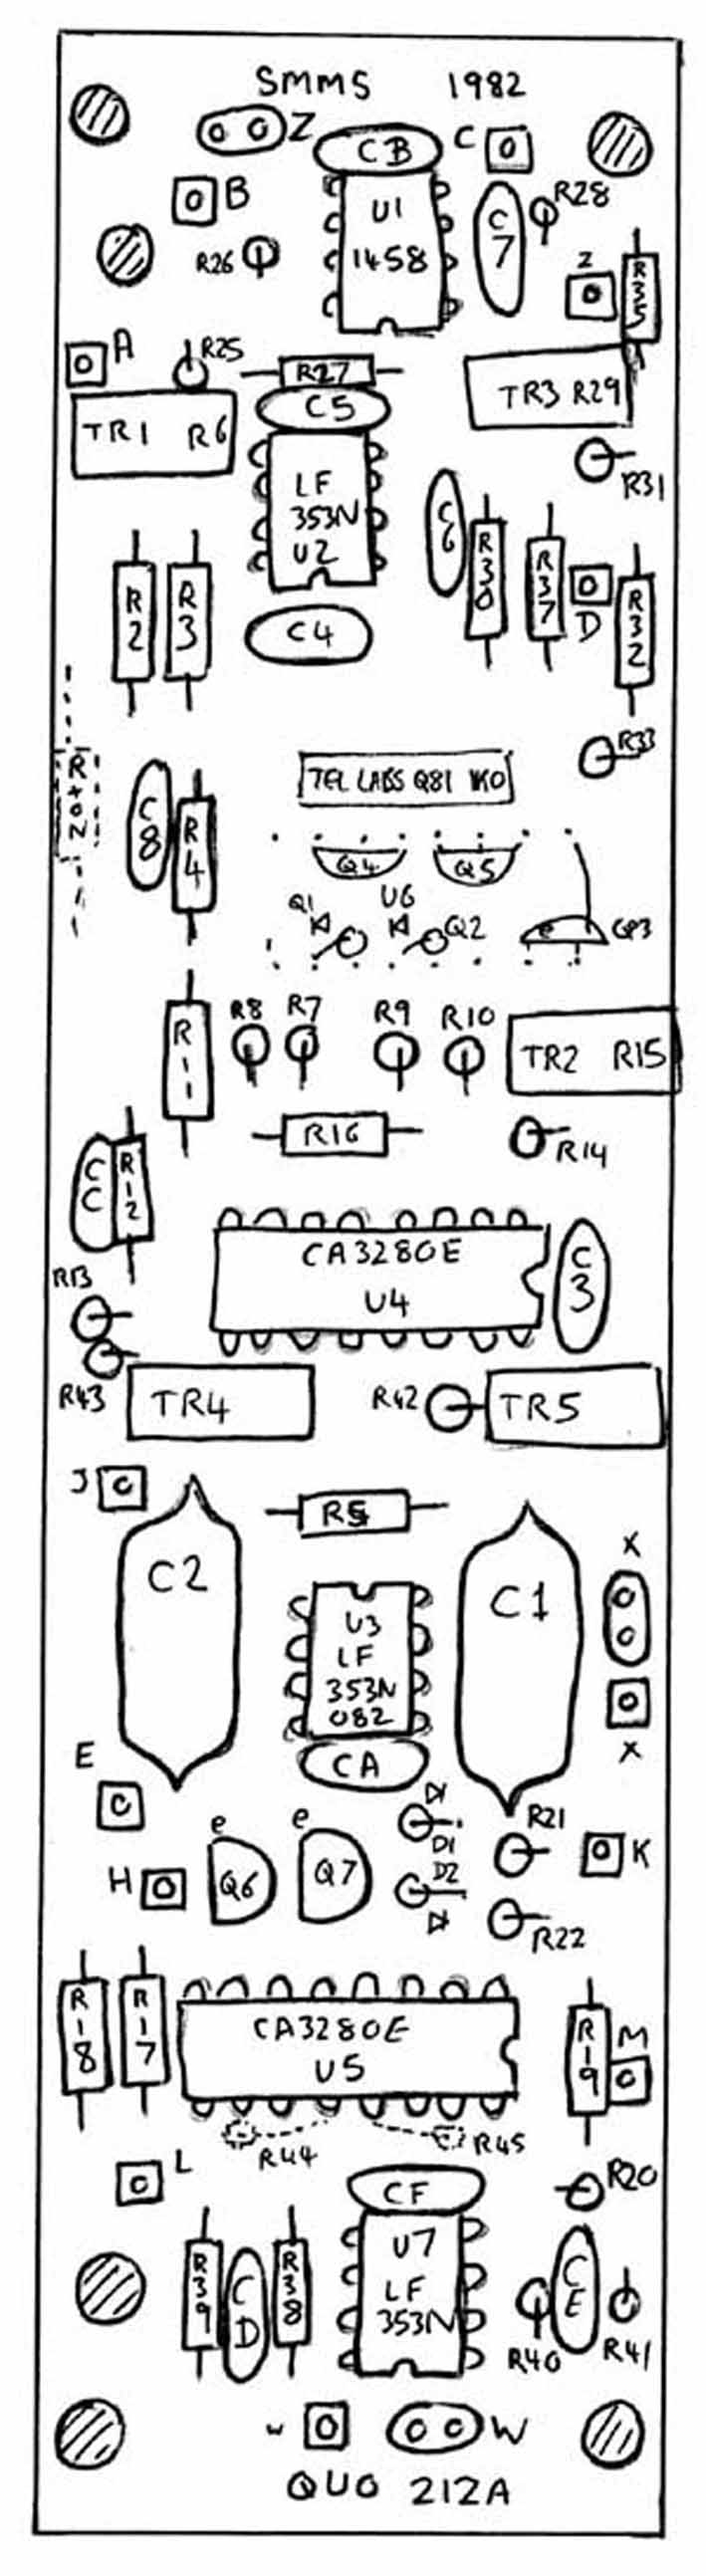 SMMS 1982
Z CB C
B U1 C7 R28
R26 1458 Z R35
A R25 R27 TR3 R29
TR1 R6 C5
LF R31
353N C6
U2 R30 R37
R2 R3 D R32
C4
R33
TEL LABS Q81 1K0
C8 R4 Q4 Q5
Q1 U6 Q2
R8 R7 R9 R10
R11 TR2 R15
R16 R14
CC R12
CA3280E C3
R13 U4
R43 TR4 R42 TR5
J R5
C2 C1 X
U3
LF
353N
082 X
E CA
D1 R21
e e K
H Q6 Q7 D2
R22
R18 R17 CA3280E R19 M
U5
R44 R45
L CF R20
U7
R39 CD R38 LF CE
353N
R40 R41
W W
QUO 212A